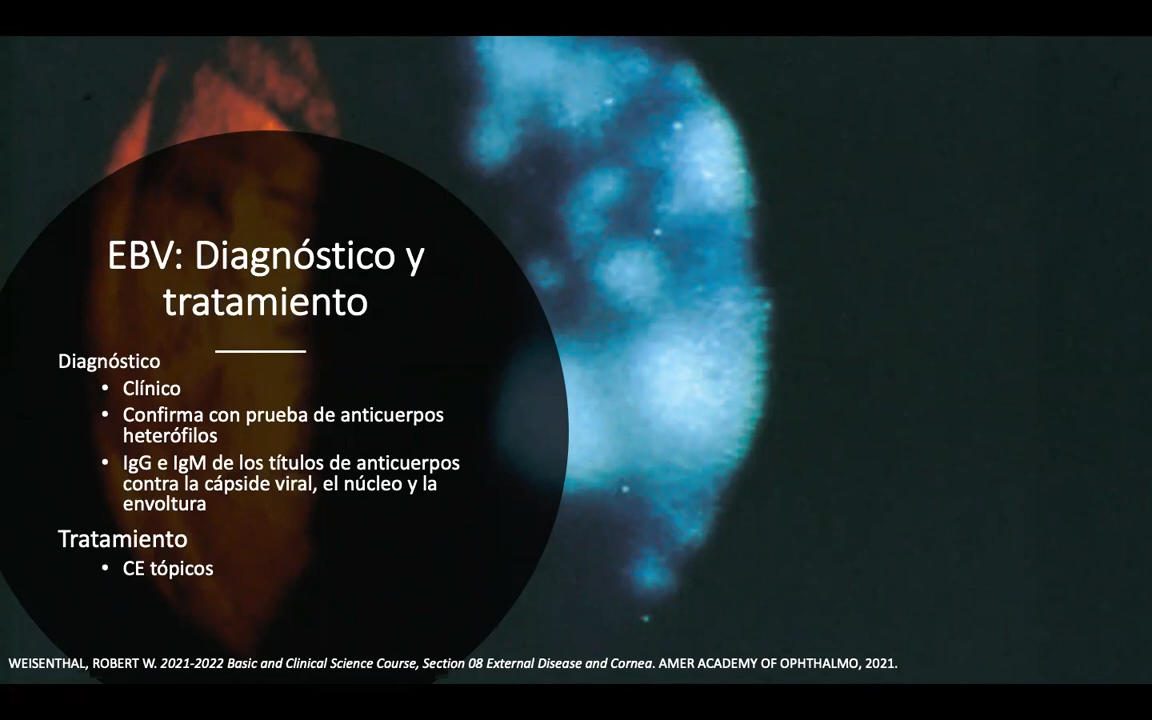 EBV: Diagnóstico y
tratamiento
Diagnóstico
• Clínico
• Confirma con prueba de anticuerpos
heterófilos
• IgG e IgM de los títulos de anticuerpos
contra la cápside viral, el núcleo y la
envoltura
Tratamiento
• CE tópicos
WEISENTHAL, ROBERT W. 2021-2022 Basic and Clinical Science Course, Section 08 External Disease and Cornea. AMER ACADEMY OF OPHTHALMO, 2021.